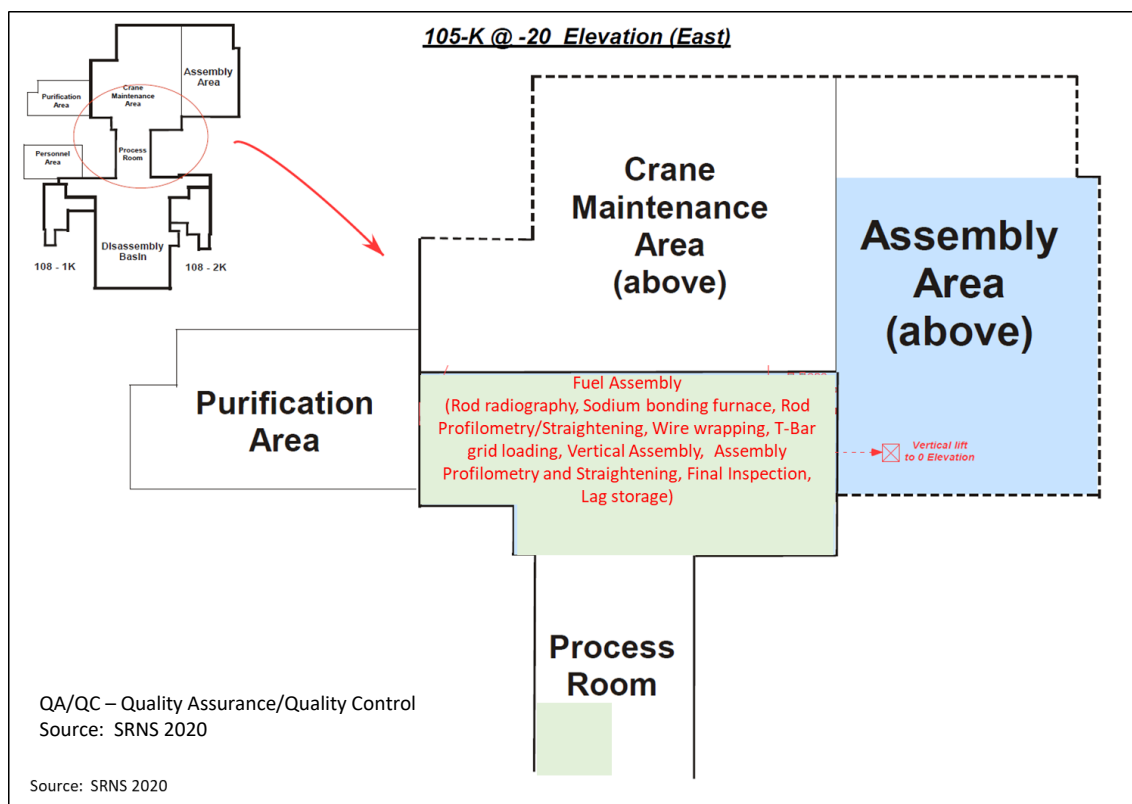 105-K @ -20 Elevation (East)
Assembly
Area
Crane
Maintenance
Area
Purification
Area
Process
Room
Personnel
Area
Disassembly
Basin
108 - 1K
108 - 2K
Crane
Maintenance
Area
(above)
Assembly
Area
(above)
Purification
Area
Fuel Assembly
(Rod radiography, Sodium bonding furnace, Rod
Profilometry/Straightening, Wire wrapping, T-Bar
grid loading, Vertical Assembly, Assembly
Profilometry and Straightening, Final Inspection,
Lag storage)
Vertical lift
to 0 Elevation
Process
Room
QA/QC – Quality Assurance/Quality Control
Source: SRNS 2020
Source: SRNS 2020